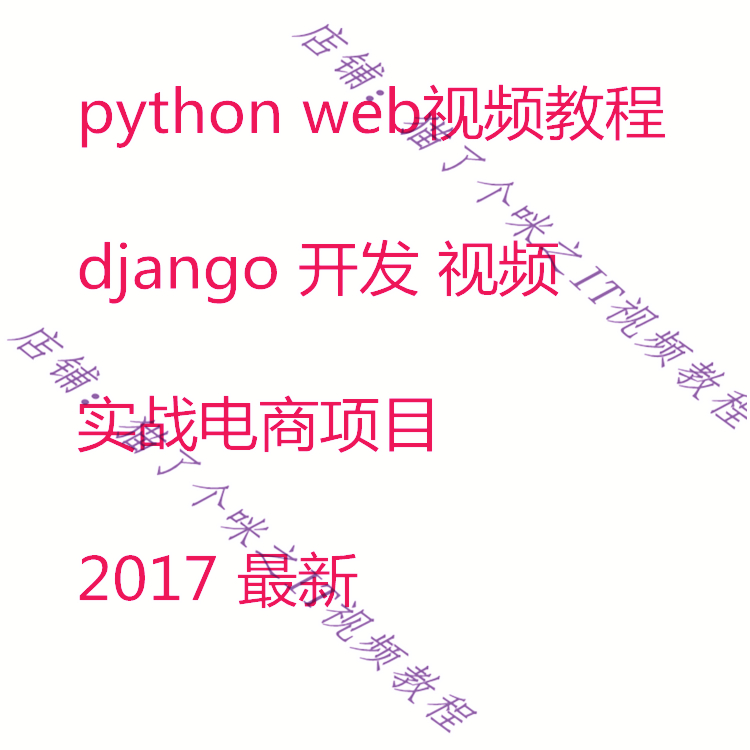 python web视频教程
django 开发 视频
实战电商项目
2017 最新
店铺：猫了个咪之IT视频教程
店铺：猫了个咪之IT视频教程